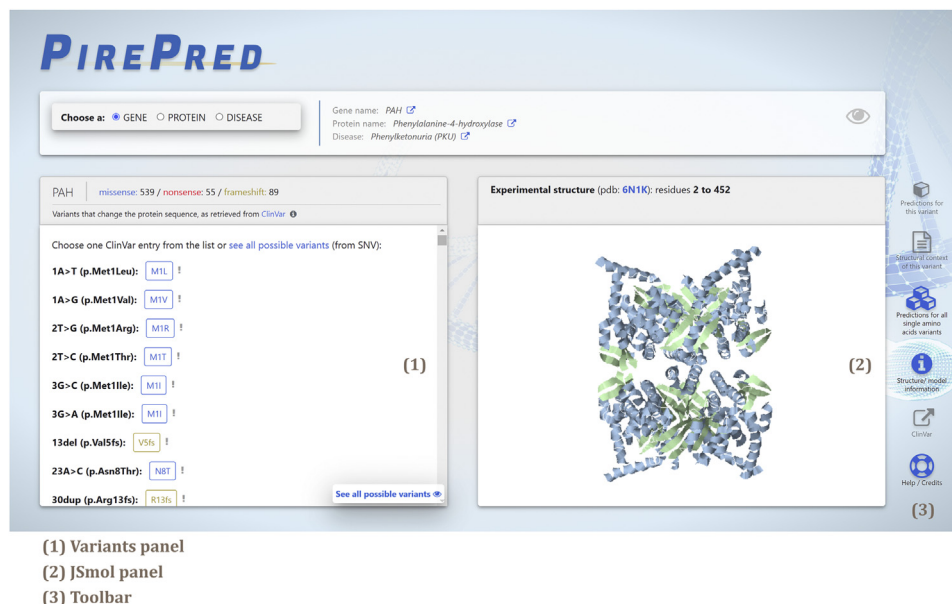 PIREPRED
Choose a: GENE PROTEIN DISEASE
Gene name: PAH
Protein name: Phenylalanine-4-hydroxylase
Disease: Phenylketonuria (PKU)
PAH missense: 539 / nonsense: 55 / frameshift: 89
Variants that change the protein sequence, as retrieved from ClinVar
Choose one ClinVar entry from the list or see all possible variants (from SNV):
1A>T (p.Met1Leu): M1L !
1A>G (p.Met1Val): M1V !
2T>G (p.Met1Arg): M1R !
2T>C (p.Met1Thr): M1T !
3G>C (p.Met1Ile): M1I !
3G>A (p.Met1Ile): M1I !
13del (p.Val5fs): V5fs !
23A>C (p.Asn8Thr): N8T !
30dup (p.Arg13fs): R13fs !
See all possible variants
(1)
Experimental structure (pdb: 6N1K): residues 2 to 452
(2)
Predictions for
this variant
Structural context
of this variant
Predictions for all
single amino
acids variants
Structure/ model
information
ClinVar
Help / Credits
(3)
(1) Variants panel
(2) JSmol panel
(3) Toolbar